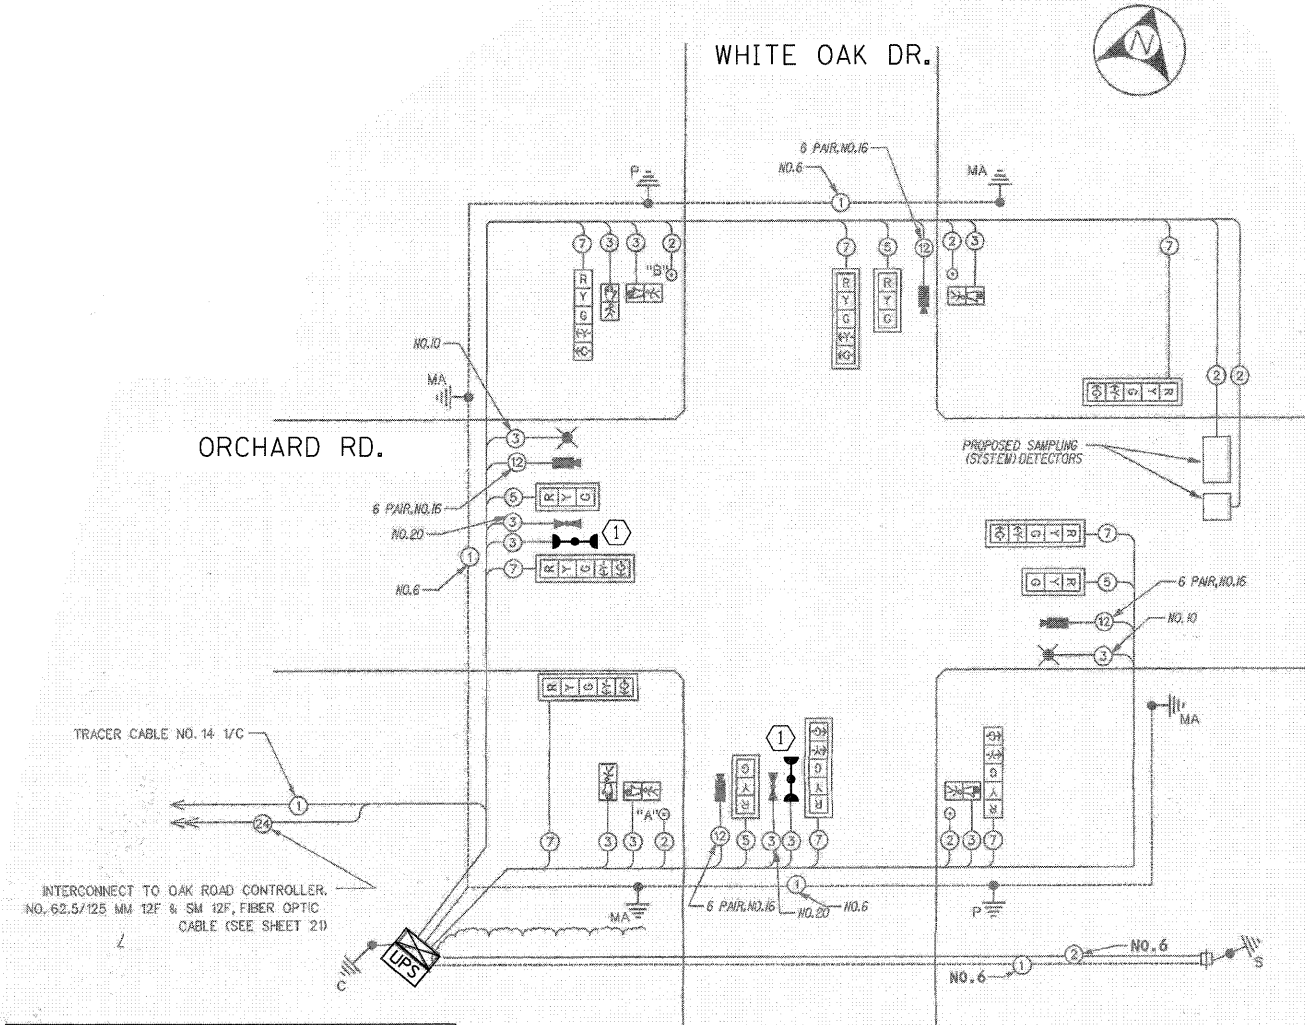 WHITE OAK DR.
N
6 PAIR, NO.16
NO.6
P
MA
1
7
3
3
2
7
5
12
2
3
7
"B"
R
Y
G
Y
G
R
Y
G
Y
G
R
Y
G
NO.10
MA
2
2
R Y G Y G
ORCHARD RD.
3
PROPOSED SAMPLING
(SYSTEM) DETECTORS
12
6 PAIR, NO.16
5
R Y G
NO.20
3
3
1
1
7
R Y G Y G
NO.6
R Y G Y G
7
R Y G
5
6 PAIR, NO.16
12
NO.10
3
R Y G Y G
MA
TRACER CABLE NO. 14 1/C
1
1
24
"A"
G
Y
R
G
Y
G
Y
R
G
Y
G
Y
R
7
3
3
2
12
5
3
3
7
2
3
7
INTERCONNECT TO OAK ROAD CONTROLLER.
NO. 62.5/125 MM 12F & SM 12F, FIBER OPTIC
CABLE (SEE SHEET 21)
MA
6 PAIR, NO.16
NO.20
1
NO.6
P
UPS
C
2
NO.6
NO.6
1
S